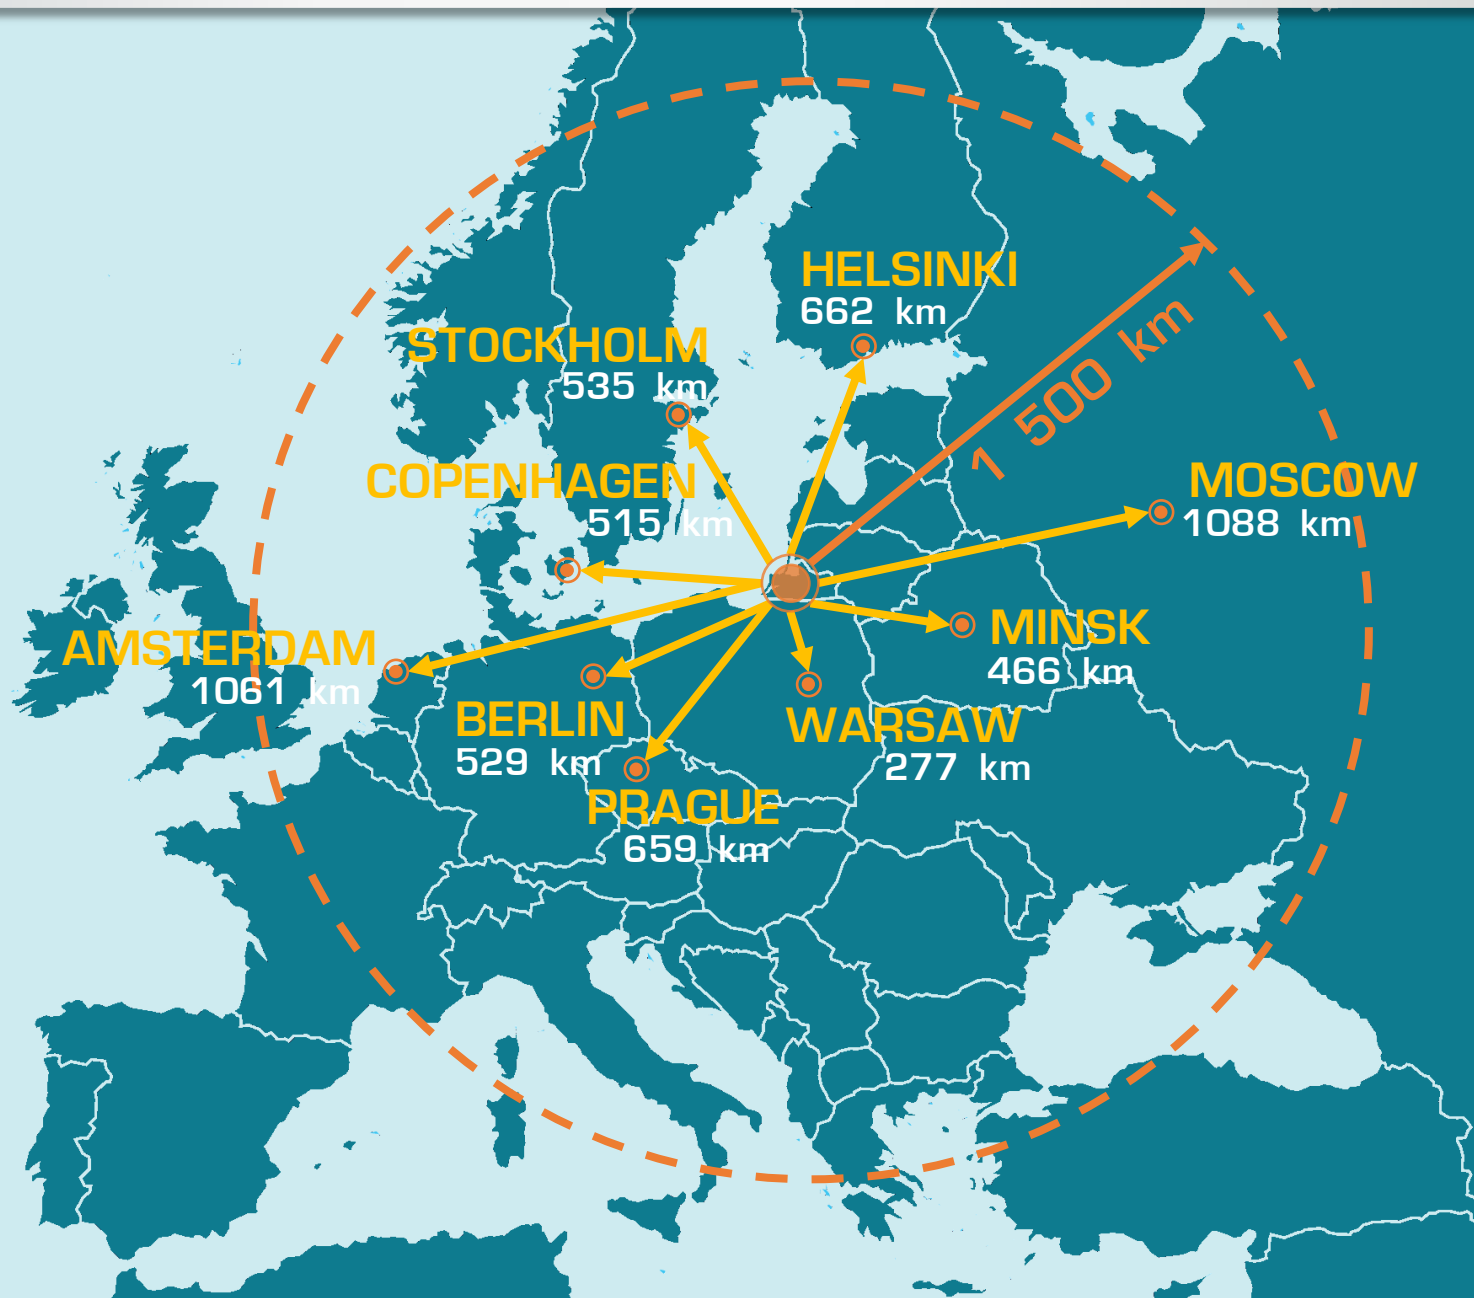 HELSINKI
662 km
STOCKHOLM
535 km
1 500 km
COPENHAGEN
515 km
MOSCOW
1088 km
AMSTERDAM
1061 km
MINSK
466 km
BERLIN
529 km
WARSAW
277 km
PRAGUE
659 km